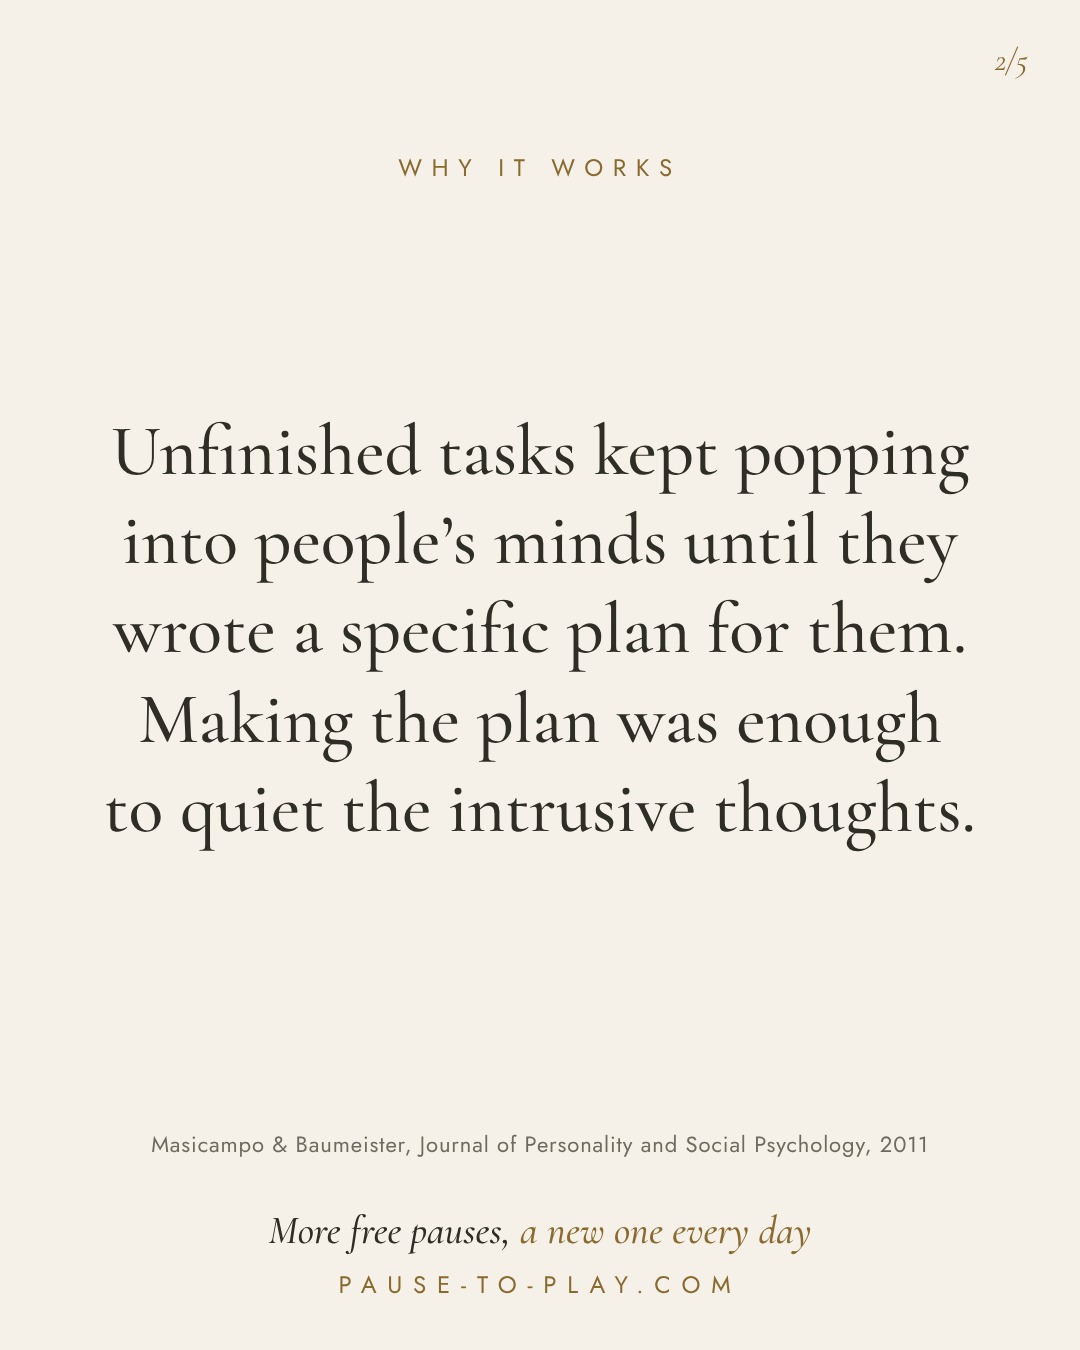 2/5
WHY IT WORKS
Unfinished tasks kept popping
into people’s minds until they
wrote a specific plan for them.
Making the plan was enough
to quiet the intrusive thoughts.
Masicampo & Baumeister, Journal of Personality and Social Psychology, 2011
More free pauses, a new one every day
PAUSE-TO-PLAY.COM